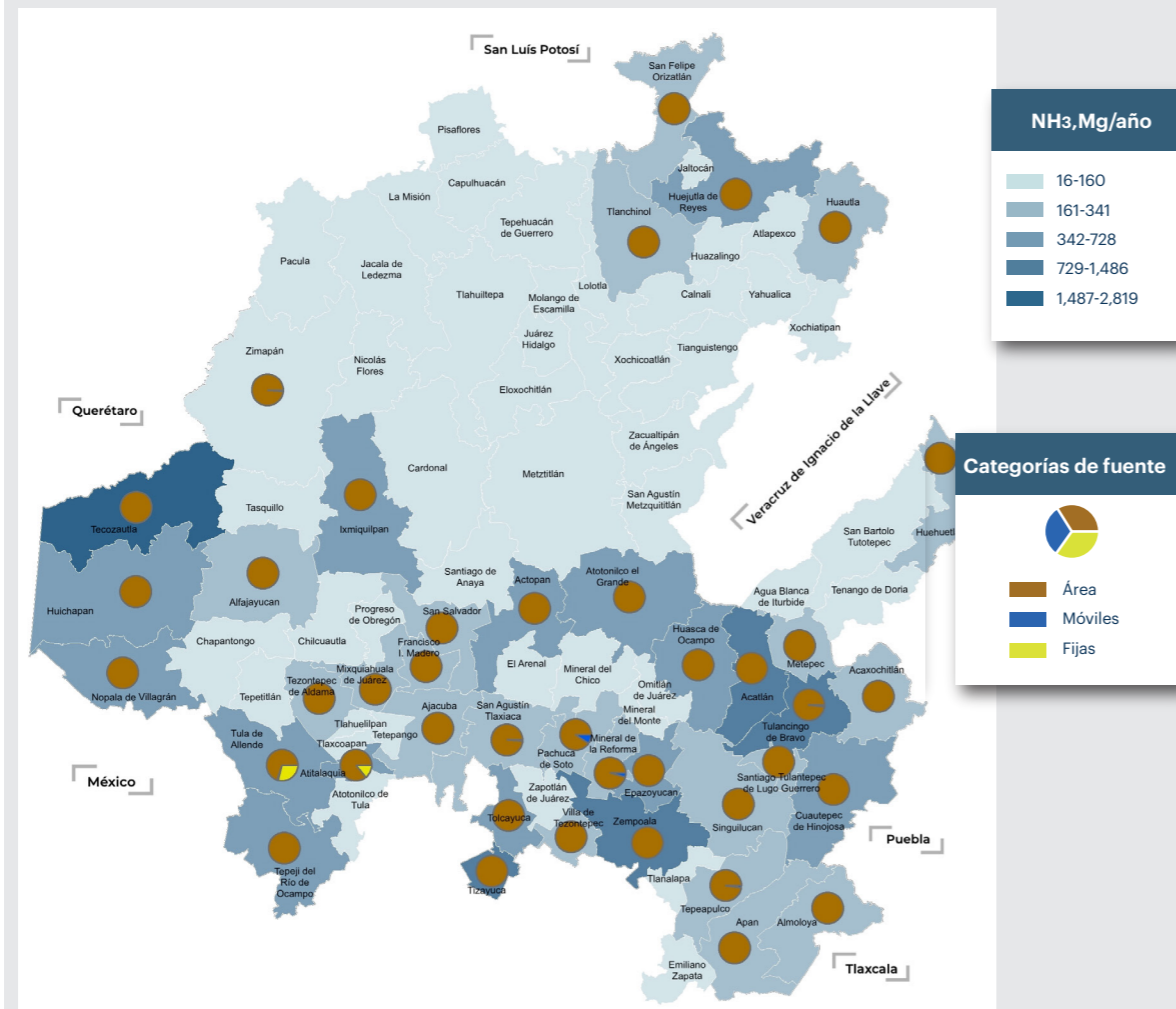 San Luís Potosí
San Felipe
Orizatlán
Pisaflores
Jaltocán
La Misión
Capulhuacán
Huejutla de
Reyes
Huautla
Tlanchinol
Tepehuacán
de Guerrero
Atlapexco
Pacula
Jacala de
Ledezma
Huazalingo
Tlahuiltepa
Lolotla
Molango de
Escamilla
Calnali
Yahualica
Juárez
Hidalgo
Xochiatipan
Zimapán
Nicolás
Flores
Xochicoatlán
Tianguistengo
Eloxochitlán
Querétaro
Zacualtipán
de Ángeles
Veracruz de Ignacio de la Llave
Cardonal
Metztitlán
Tasquillo
San Agustín
Metzquititlán
Tecozautla
Ixmiquilpan
San Bartolo
Tutotepec
Huehuetl
Santiago de
Anaya
Actopan
Atotonilco el
Grande
Agua Blanca
de Iturbide
Tenango de Doria
Huichapan
Alfajayucan
Progreso
de Obregón
San Salvador
Chapantongo
Chilcuautla
Francisco
I. Madero
Huasca de
Ocampo
Metepec
El Arenal
Mineral del
Chico
Acaxochitlán
Nopala de Villagrán
Mixquiahuala
de Juárez
Tezontepec
de Aldama
Omitlán
de Juárez
Acatlán
Tepetitlán
Ajacuba
San Agustín
Tlaxiaca
Mineral
del Monte
Tlahuelilpan
Tetepango
Tulancingo
de Bravo
Tula de
Allende
Tlaxcoapan
Mineral de
la Reforma
Pachuca
de Soto
Atitalaquia
Santiago Tulantepec
de Lugo Guerrero
México
Atotonilco de
Tula
Zapotlán
de Juárez
Epazoyucan
Tolcayuca
Villa de
Tezontepec
Zempoala
Singuilucan
Cuautepec
de Hinojosa
Puebla
Tepeji del
Río de
Ocampo
Tizayuca
Tlanalapa
Tepeapulco
Apan
Almoloya
Emiliano
Zapata
Tlaxcala
NH3,Mg/año
16-160
161-341
342-728
729-1,486
1,487-2,819
Categorías de fuente
Área
Móviles
Fijas